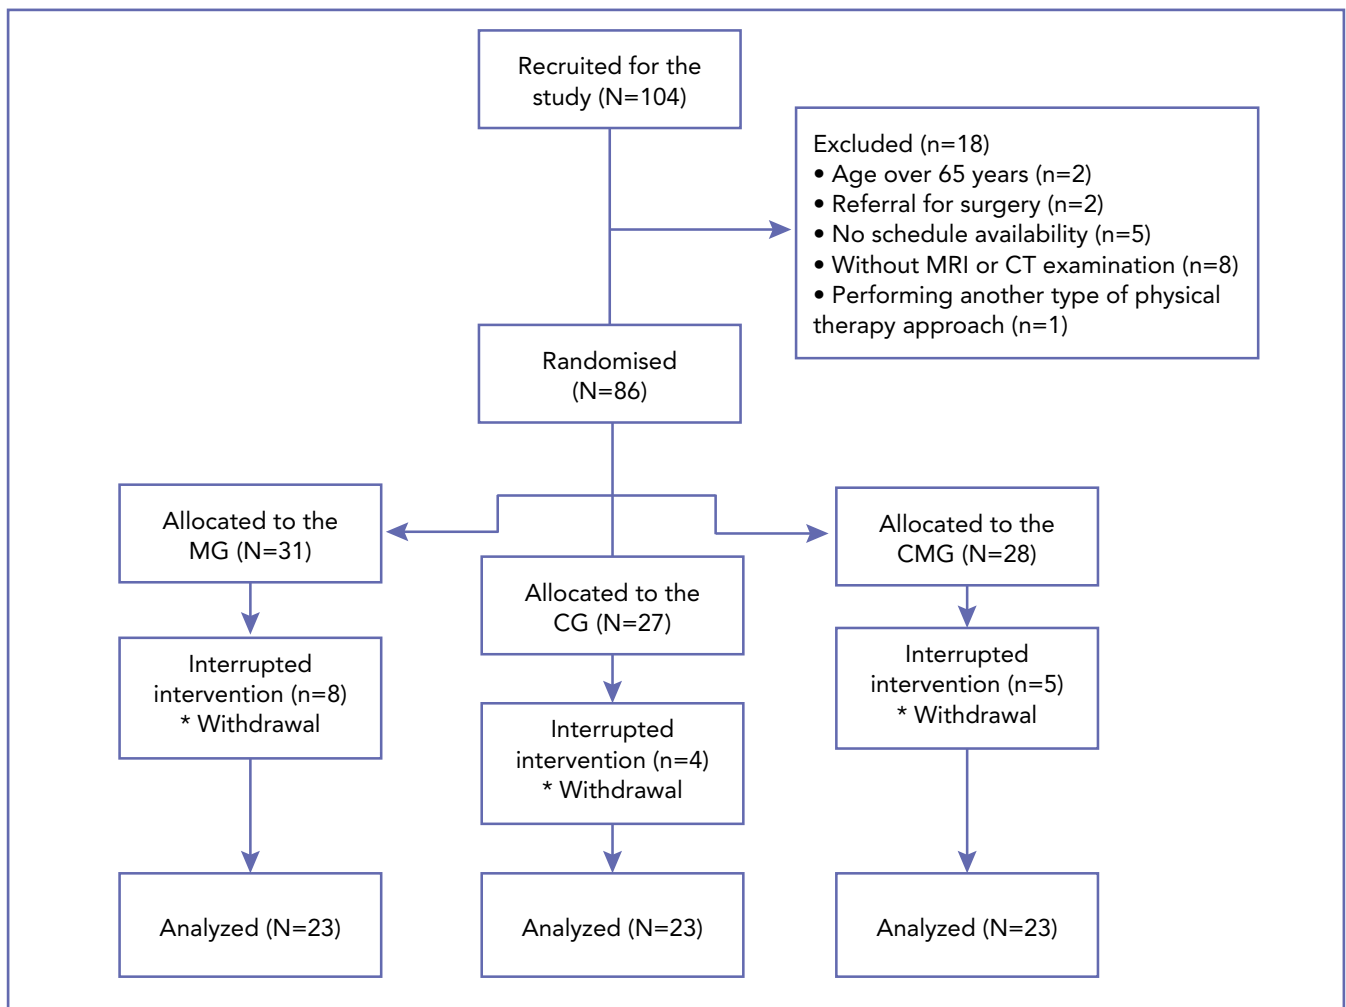 Recruited for the
study (N=104)
Excluded (n=18)
• Age over 65 years (n=2)
• Referral for surgery (n=2)
• No schedule availability (n=5)
• Without MRI or CT examination (n=8)
• Performing another type of physical
therapy approach (n=1)
Randomised
(N=86)
Allocated to the
MG (N=31)
Allocated to the
CG (N=27)
Allocated to the
CMG (N=28)
Interrupted
intervention (n=8)
* Withdrawal
Interrupted
intervention (n=4)
* Withdrawal
Interrupted
intervention (n=5)
* Withdrawal
Analyzed (N=23)
Analyzed (N=23)
Analyzed (N=23)